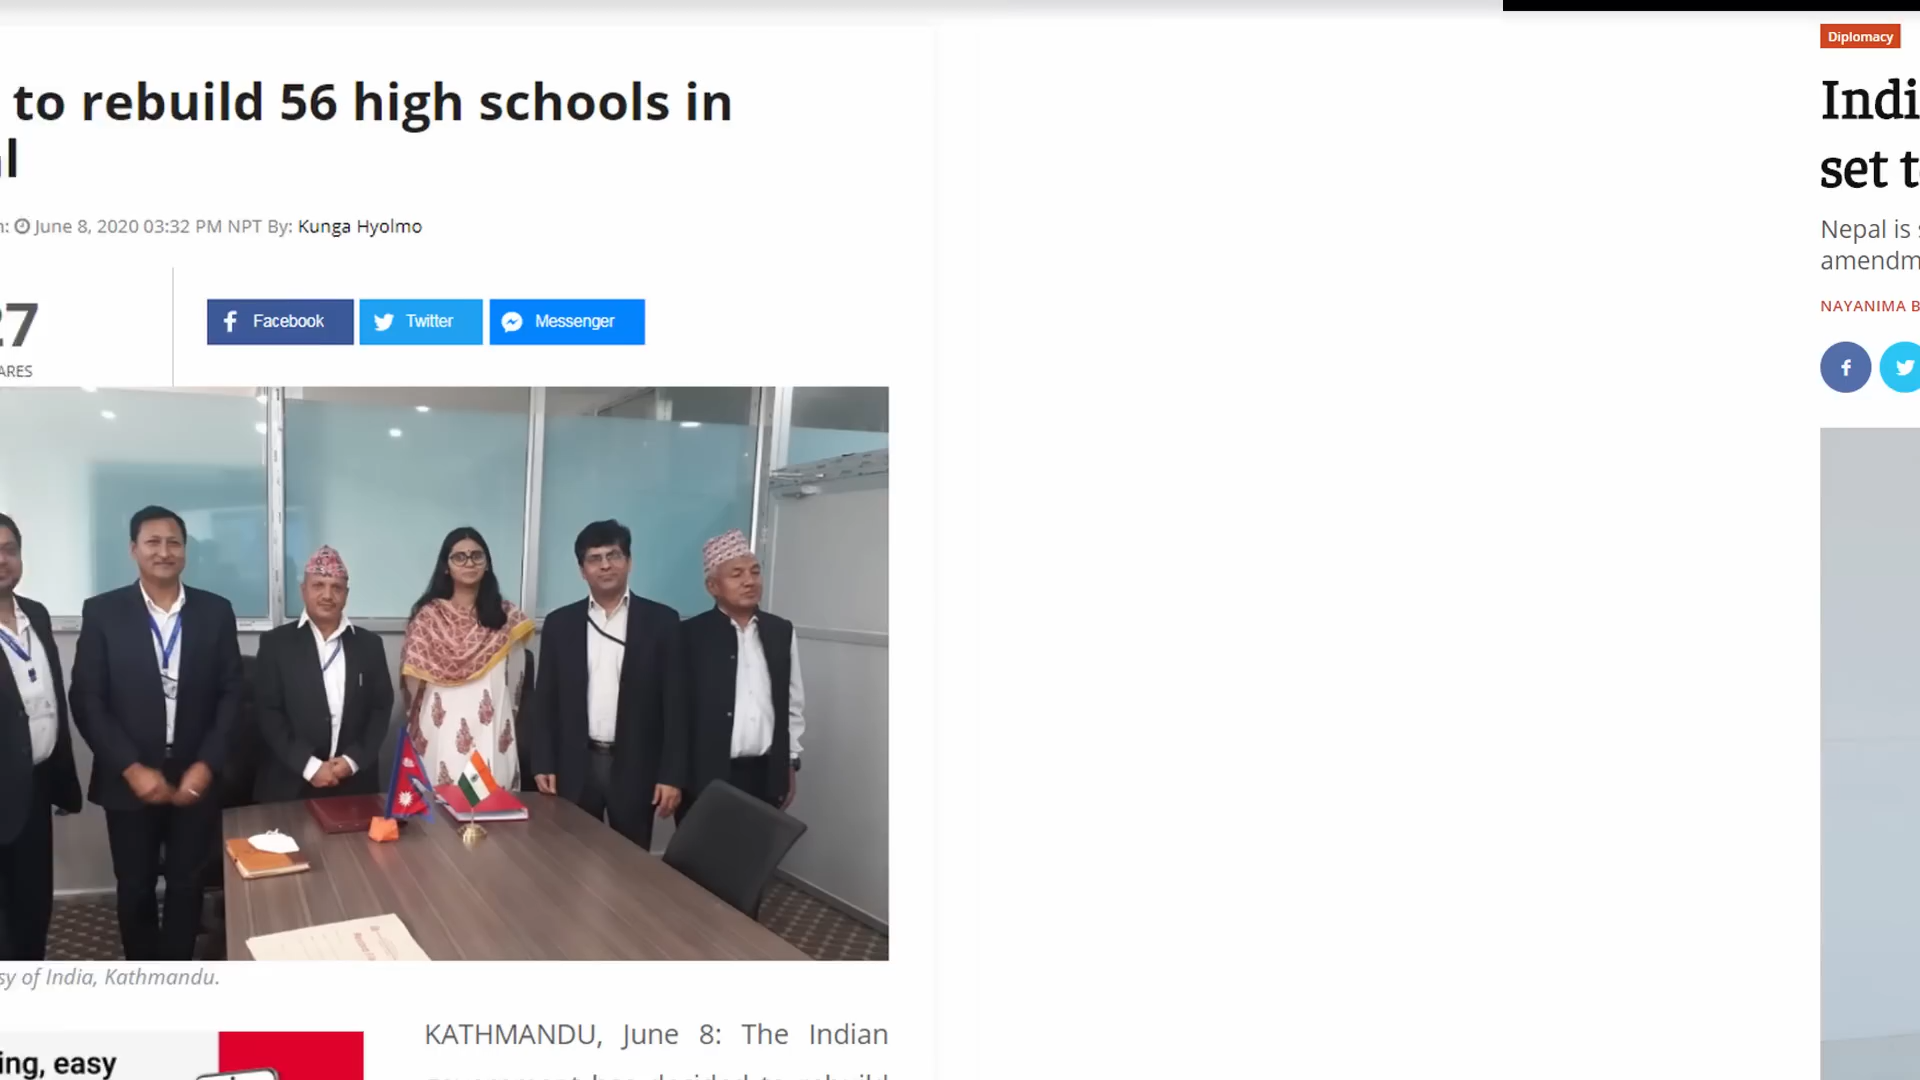 to rebuild 56 high schools in
l
June 8, 2020 03:32 PM NPT By: Kunga Hyolmo
27
ARES
Facebook
Twitter
Messenger
sy of India, Kathmandu.
ing, easy
KATHMANDU, June 8: The Indian
Diplomacy
Indi
set t
Nepal is
amendm
NAYANIMA B